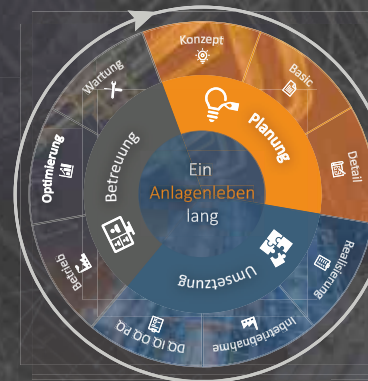 Konzept
Basic
Detail
Realisierung
Inbetriebnahme
DQ, IQ, OQ, PQ
Betrieb
Optimierung
Wartung
Planung
Umsetzung
Betreuung
Ein
Anlagenleben
lang